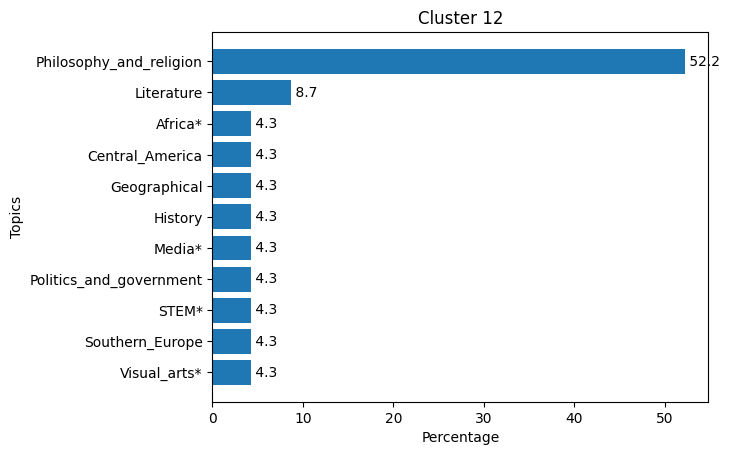 Cluster 12
Topics
Philosophy_and_religion 52.2
Literature 8.7
Africa* 4.3
Central_America 4.3
Geographical 4.3
History 4.3
Media* 4.3
Politics_and_government 4.3
STEM* 4.3
Southern_Europe 4.3
Visual_arts* 4.3
0 10 20 30 40 50
Percentage